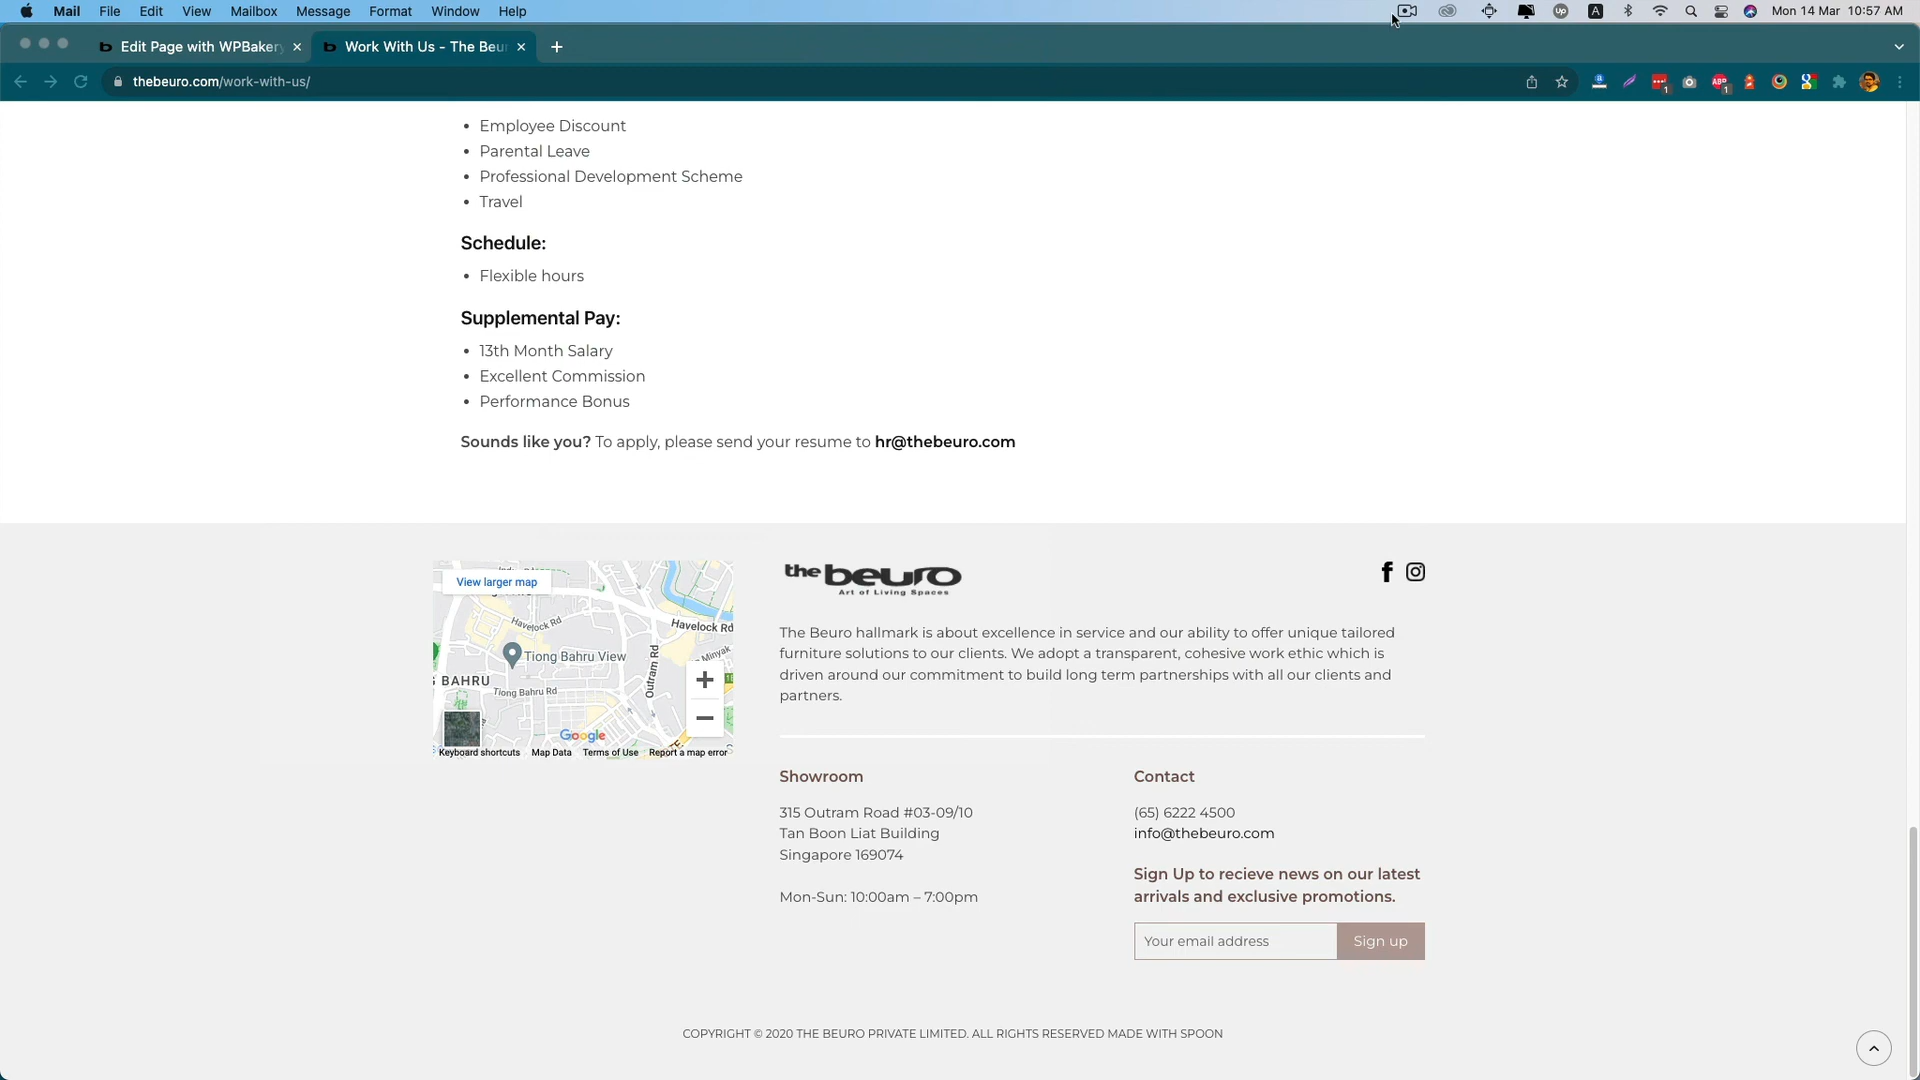 Mail File Edit View Mailbox Message Format Window Help
Mon 14 Mar 10:57 AM
Edit Page with WPBakery
Work With Us - The Beur
thebeuro.com/work-with-us/
Employee Discount
Parental Leave
Professional Development Scheme
Travel
Schedule:
Flexible hours
Supplemental Pay:
13th Month Salary
Excellent Commission
Performance Bonus
Sounds like you? To apply, please send your resume to hr@thebeuro.com
View larger map
Havelock Rd
Havelock Rd
Minyak
Tiong Bahru View
Outram Rd
BAHRU
Tiong Bahru Rd
Google
Keyboard shortcuts Map Data Terms of Use Report a map error
the beuro
Art of Living Spaces
The Beuro hallmark is about excellence in service and our ability to offer unique tailored
furniture solutions to our clients. We adopt a transparent, cohesive work ethic which is
driven around our commitment to build long term partnerships with all our clients and
partners.
Showroom
315 Outram Road #03-09/10
Tan Boon Liat Building
Singapore 169074
Mon-Sun: 10:00am – 7:00pm
Contact
(65) 6222 4500
info@thebeuro.com
Sign Up to recieve news on our latest
arrivals and exclusive promotions.
Your email address
Sign up
COPYRIGHT © 2020 THE BEURO PRIVATE LIMITED. ALL RIGHTS RESERVED MADE WITH SPOON